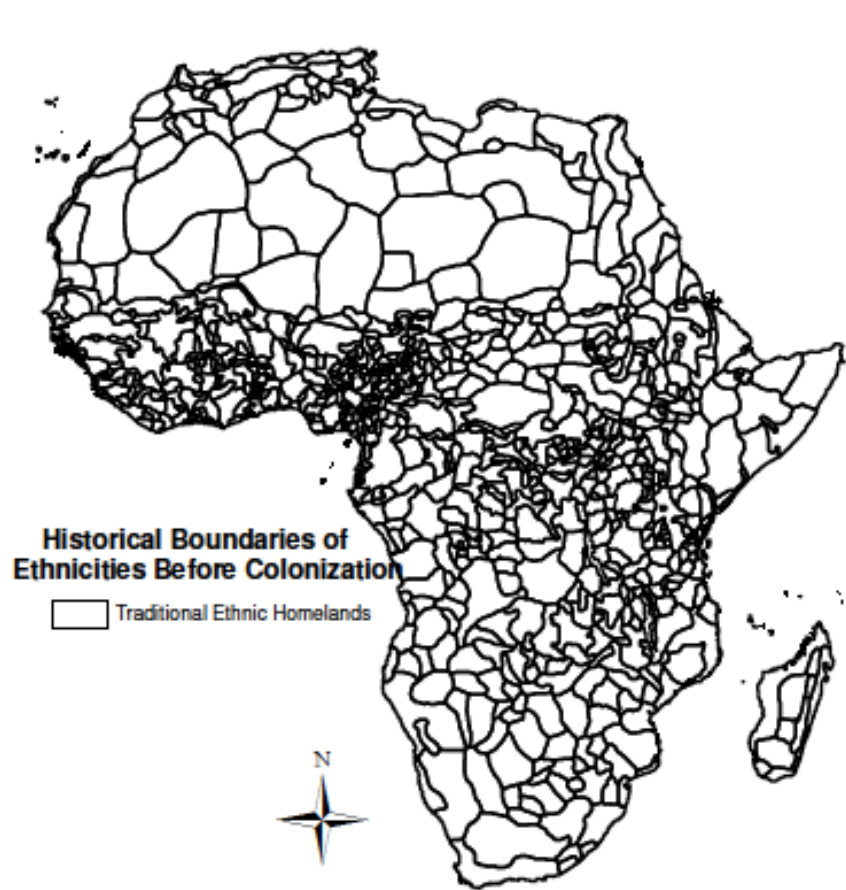 Historical Boundaries of
Ethnicities Before Colonization
Traditional Ethnic Homelands
N